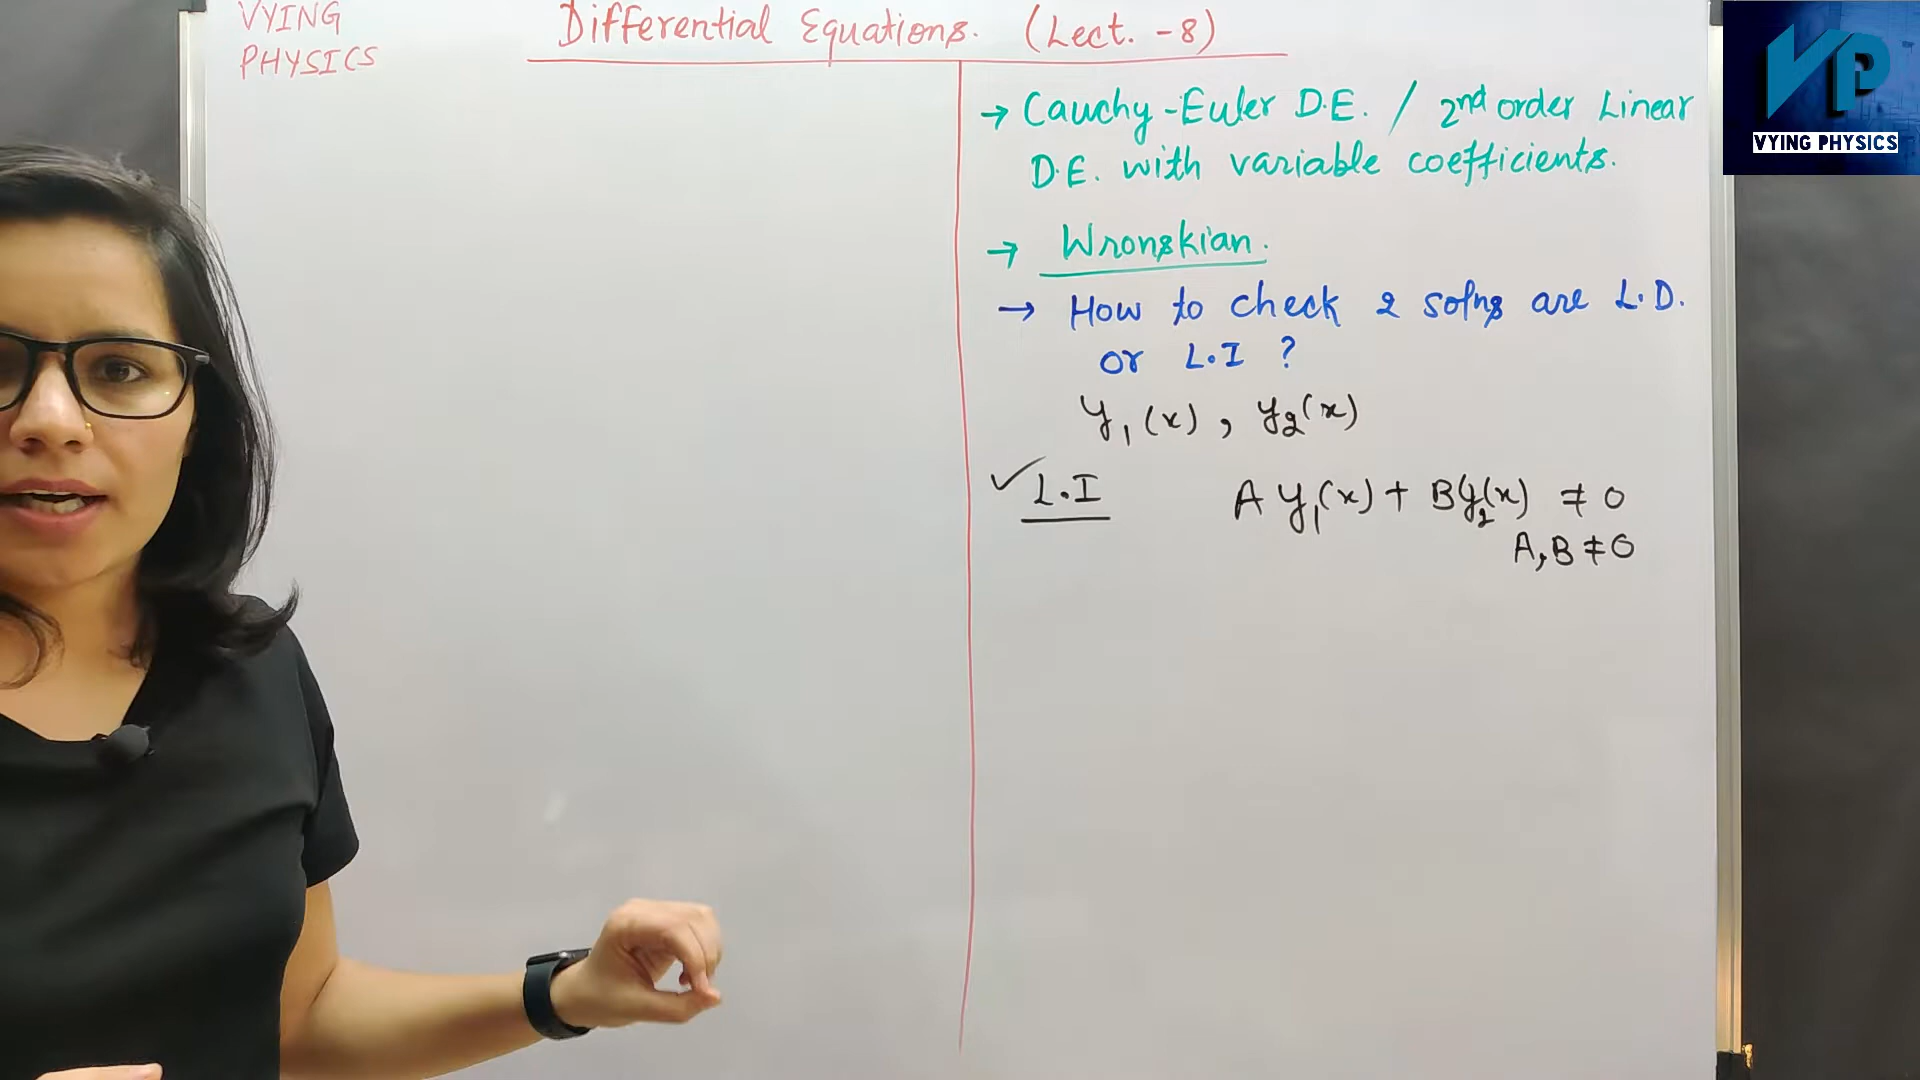 VYING
PHYSICS
Differential Equations. (Lect. -8)
→ Cauchy-Euler D.E. / 2nd order Linear
D.E. with variable coefficients.
→ Wronskian.
→ How to check 2 solns are L.D.
or L.I ?
y₁(x), y₂(x)
✓ L.I A y₁(x) + B y₂(x) ≠ 0
A, B ≠ 0
VP
VYING PHYSICS